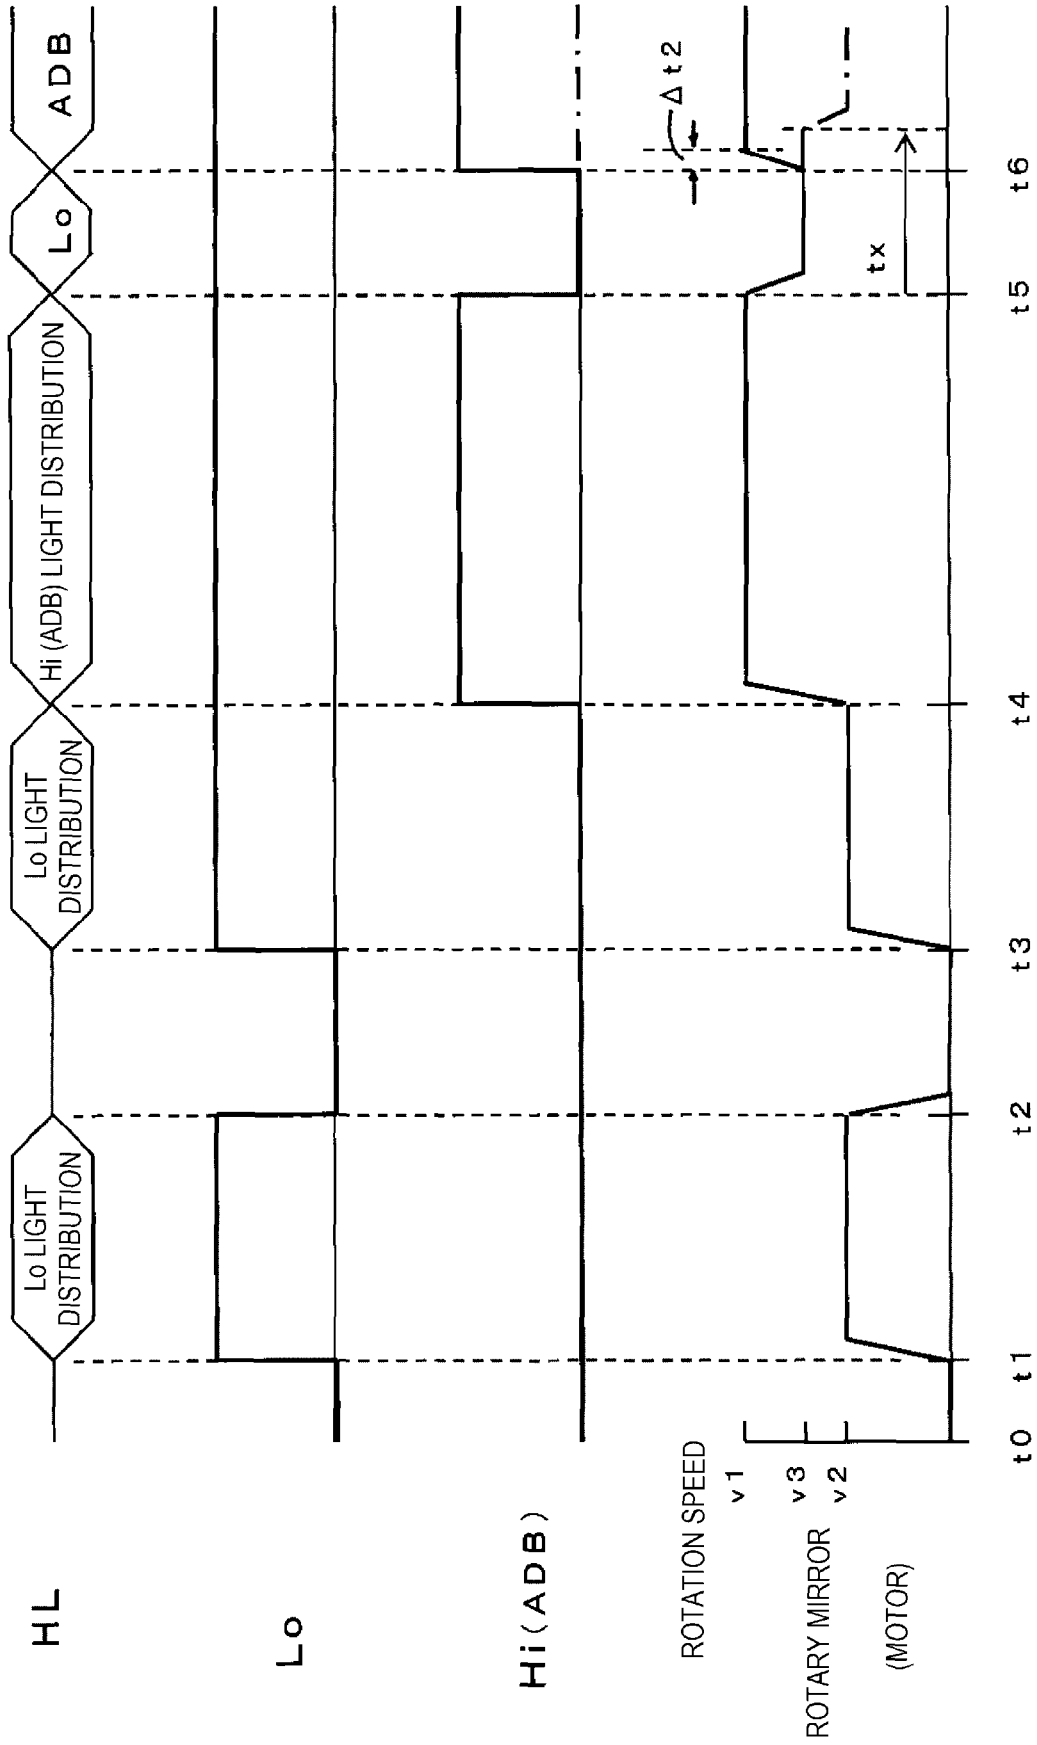 HL
Lo LIGHT
DISTRIBUTION
Lo LIGHT
DISTRIBUTION
Hi (ADB) LIGHT DISTRIBUTION
Lo
ADB
Lo
Hi(ADB)
ROTATION SPEED
v1
v3
v2
ROTARY MIRROR
(MOTOR)
Δt2
tx
t0
t1
t2
t3
t4
t5
t6